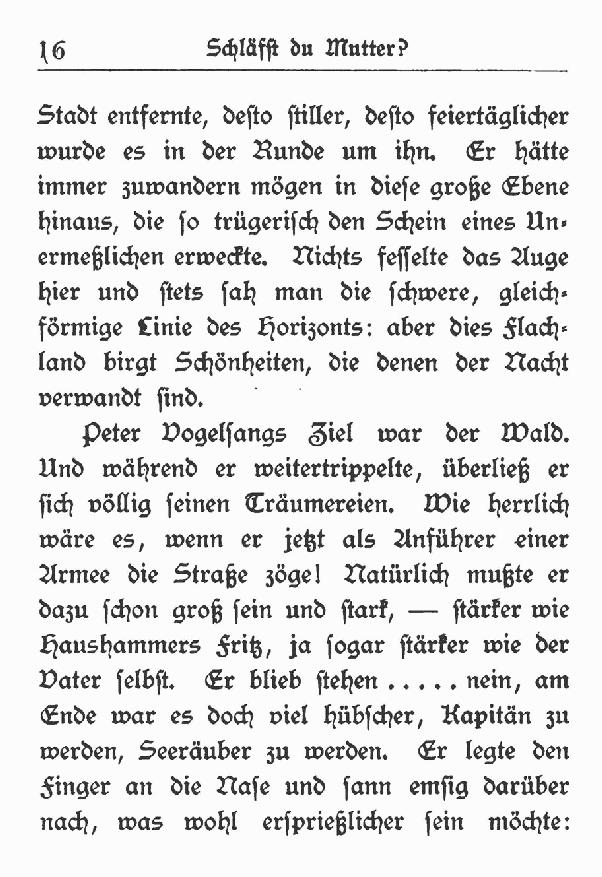 16 Schläfst du Mutter?
Stadt entfernte, desto stiller, desto feiertäglicher
wurde es in der Runde um ihn. Er hätte
immer zuwandern mögen in diese große Ebene
hinaus, die so trügerisch den Schein eines Un-
ermeßlichen erweckte. Nichts fesselte das Auge
hier und stets sah man die schwere, gleich-
förmige Linie des Horizonts: aber dies Flach-
land birgt Schönheiten, die denen der Nacht
verwandt sind.
Peter Vogelsangs Ziel war der Wald.
Und während er weitertrippelte, überließ er
sich völlig seinen Träumereien. Wie herrlich
wäre es, wenn er jetzt als Anführer einer
Armee die Straße zöge! Natürlich mußte er
dazu schon groß sein und stark, — stärker wie
Haushammers Fritz, ja sogar stärker wie der
Vater selbst. Er blieb stehen ..... nein, am
Ende war es doch viel hübscher, Kapitän zu
werden, Seeräuber zu werden. Er legte den
Finger an die Nase und sann emsig darüber
nach, was wohl ersprießlicher sein möchte: